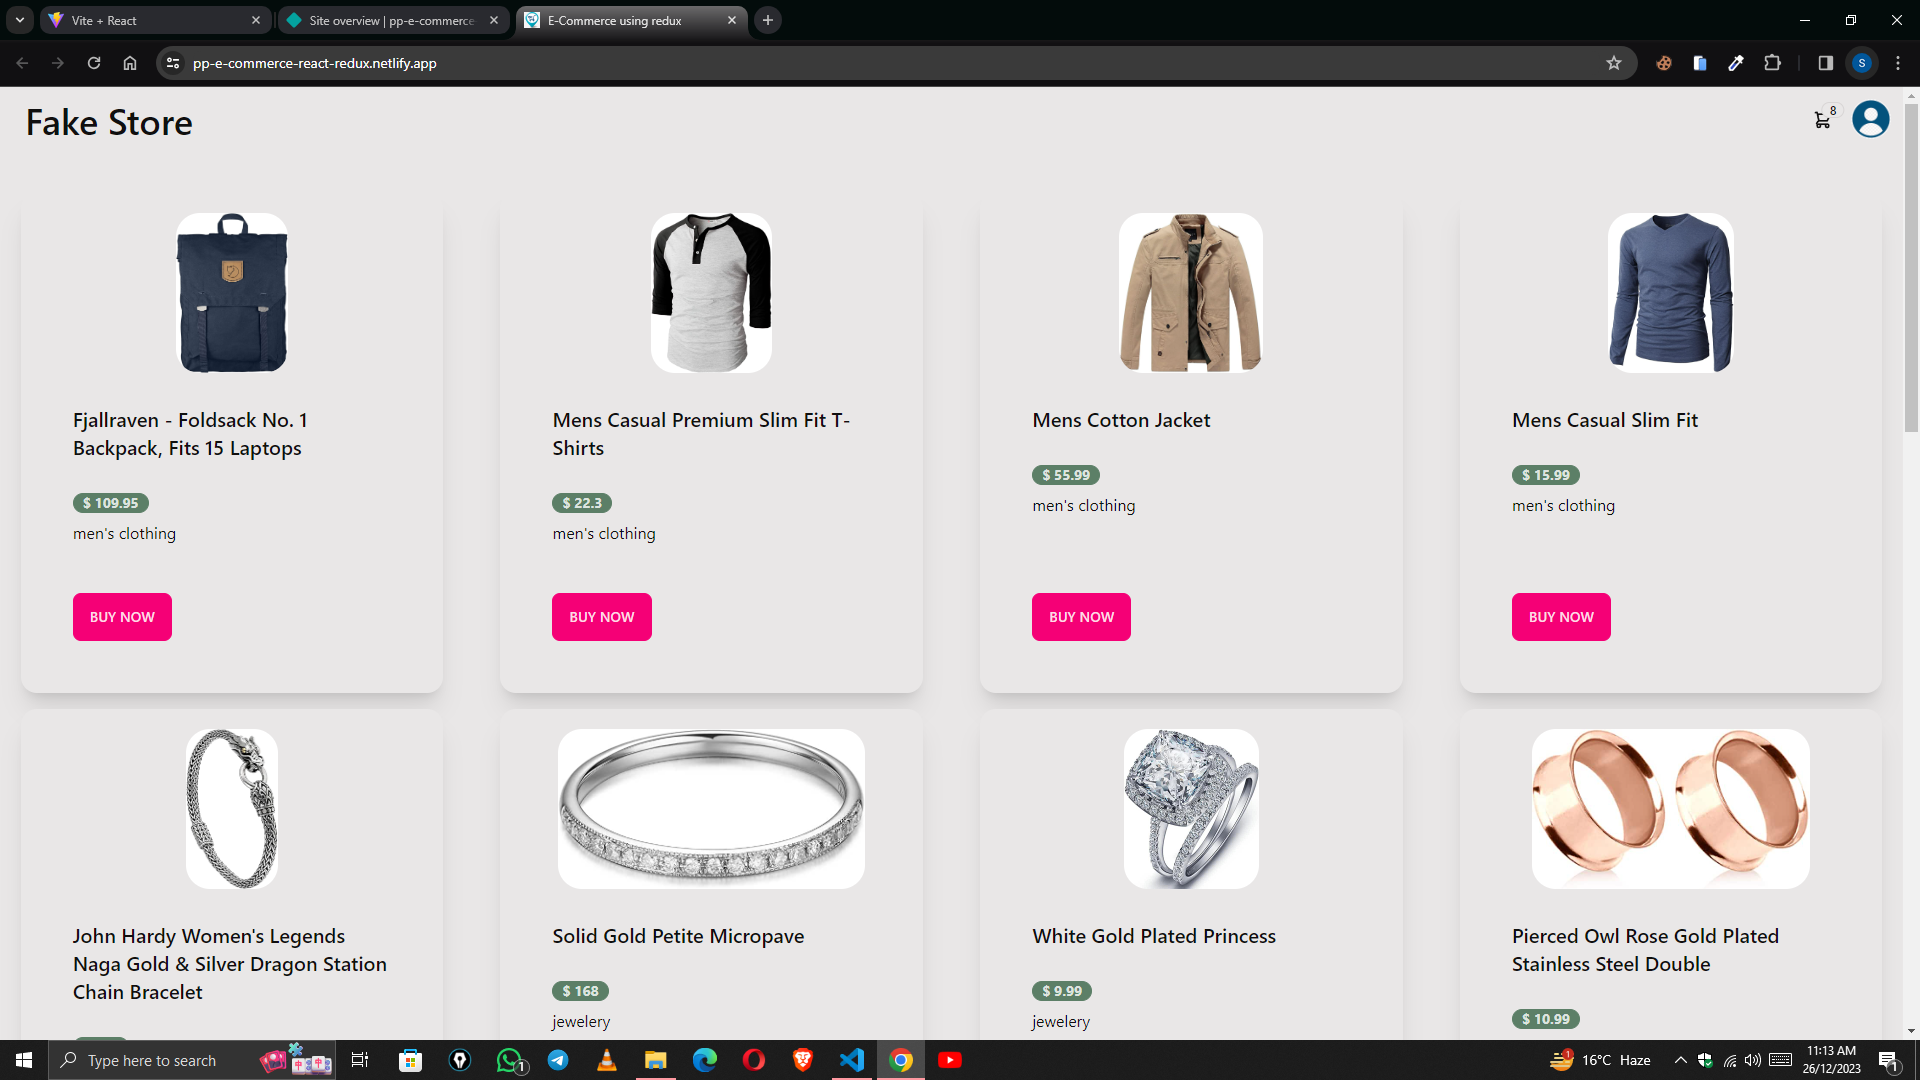 Vite + React
Site overview | pp-e-commerce-
E-Commerce using redux
pp-e-commerce-react-redux.netlify.app
S
Fake Store
8
Fjallraven - Foldsack No. 1
Backpack, Fits 15 Laptops
$ 109.95
men's clothing
BUY NOW
Mens Casual Premium Slim Fit T-
Shirts
$ 22.3
men's clothing
BUY NOW
Mens Cotton Jacket
$ 55.99
men's clothing
BUY NOW
Mens Casual Slim Fit
$ 15.99
men's clothing
BUY NOW
John Hardy Women's Legends
Naga Gold & Silver Dragon Station
Chain Bracelet
Solid Gold Petite Micropave
$ 168
jewelery
White Gold Plated Princess
$ 9.99
jewelery
Pierced Owl Rose Gold Plated
Stainless Steel Double
$ 10.99
Type here to search
1
1
16°C Haze
11:13 AM
26/12/2023
1